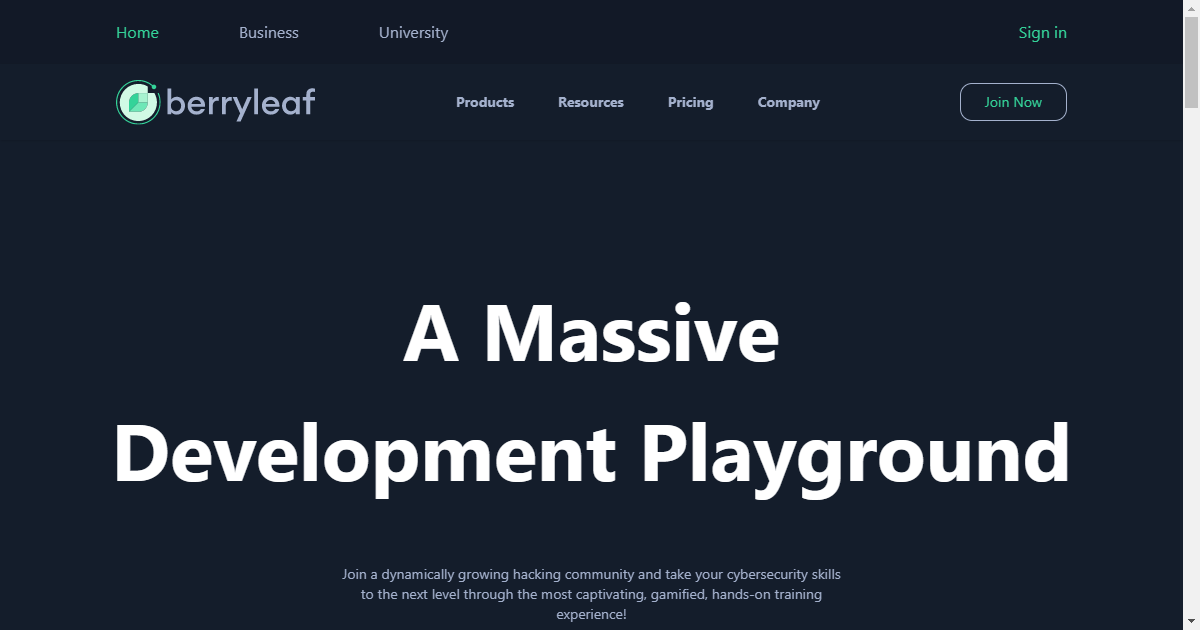 Home Business University Sign in
berryleaf Products Resources Pricing Company Join Now
A Massive
Development Playground
Join a dynamically growing hacking community and take your cybersecurity skills
to the next level through the most captivating, gamified, hands-on training
experience!